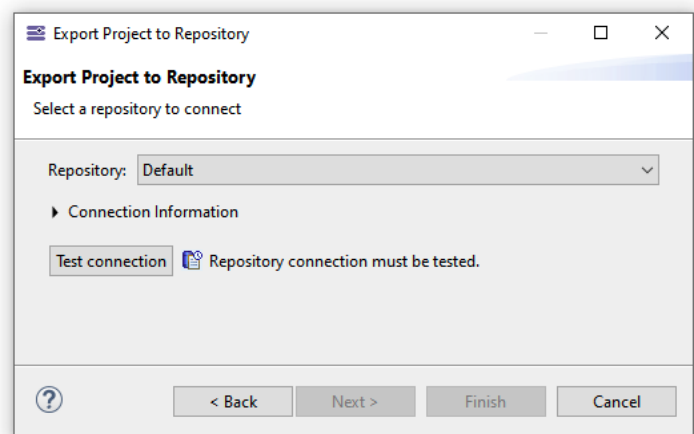 Export Project to Repository
Export Project to Repository
Select a repository to connect
Repository: Default
Connection Information
Test connection Repository connection must be tested.
? < Back Next > Finish Cancel